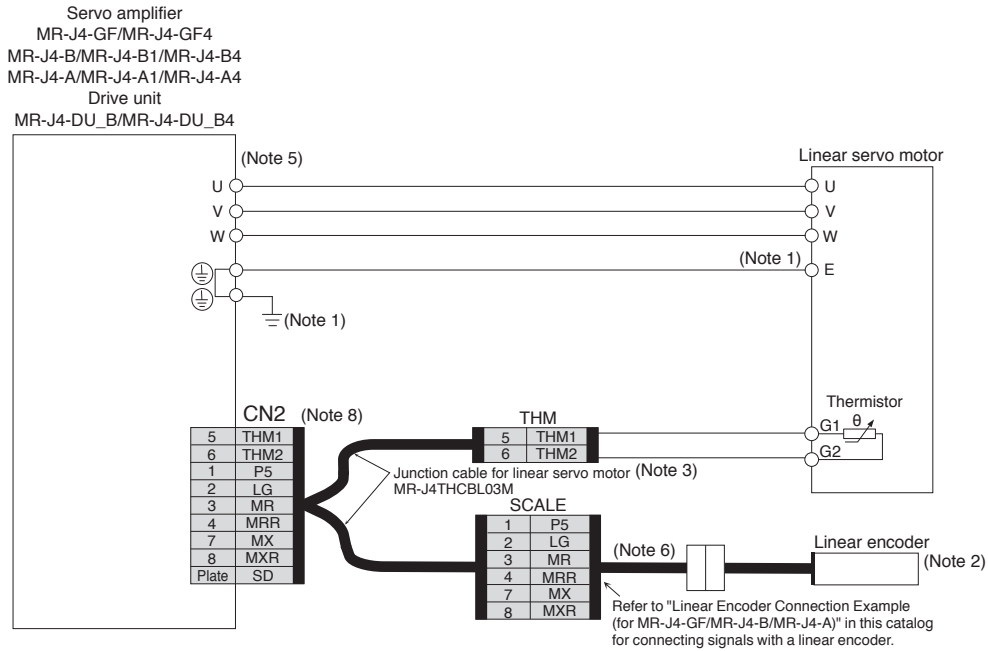 Servo amplifier
MR-J4-GF/MR-J4-GF4
MR-J4-B/MR-J4-B1/MR-J4-B4
MR-J4-A/MR-J4-A1/MR-J4-A4
Drive unit
MR-J4-DU_B/MR-J4-DU_B4
(Note 5)
Linear servo motor
U
U
V
V
W
W
(Note 1)
E
(Note 1)
Thermistor
θ
G1
G2
CN2 (Note 8)
5 THM1
6 THM2
1 P5
2 LG
3 MR
4 MRR
7 MX
8 MXR
Plate SD
THM
5 THM1
6 THM2
Junction cable for linear servo motor (Note 3)
MR-J4THCBL03M
SCALE
1 P5
2 LG
3 MR
4 MRR
7 MX
8 MXR
(Note 6)
Linear encoder
(Note 2)
Refer to "Linear Encoder Connection Example
(for MR-J4-GF/MR-J4-B/MR-J4-A)" in this catalog
for connecting signals with a linear encoder.